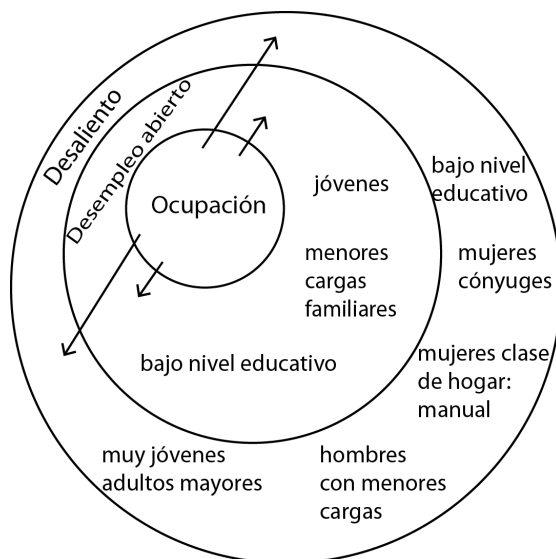 Desaliento
Desempleo abierto
Ocupación
jóvenes
menores
cargas
familiares
bajo nivel educativo
bajo nivel
educativo
mujeres
cónyuges
mujeres clase
de hogar:
manual
muy jóvenes
adultos mayores
hombres
con menores
cargas